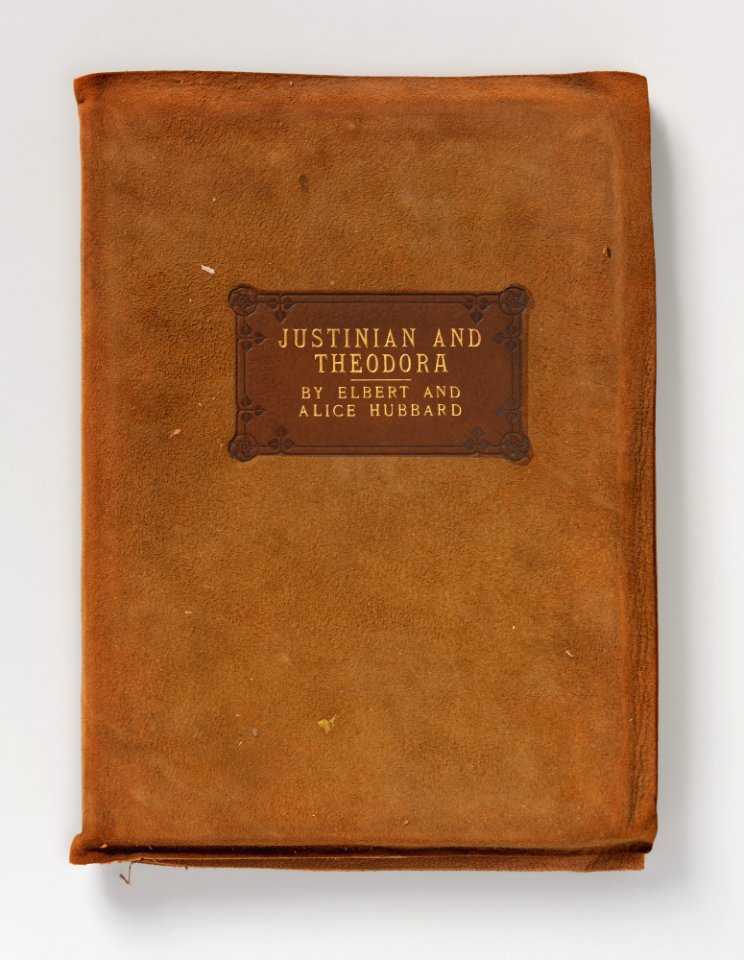 JUSTINIAN AND
THEODORA
BY ELBERT AND
ALICE HUBBARD